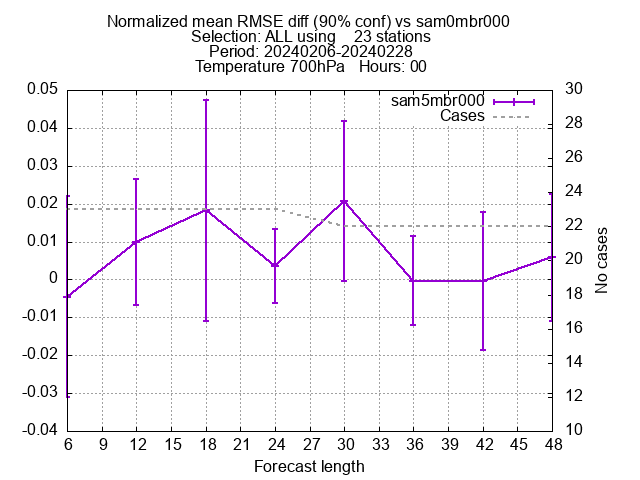 Normalized mean RMSE diff (90% conf) vs sam0mbr000
Selection: ALL using    23 stations
Period: 20240206-20240228
Temperature 700hPa   Hours: 00
sam5mbr000
Cases
0.05
0.04
0.03
0.02
0.01
0
-0.01
-0.02
-0.03
-0.04
30
28
26
24
22
20
18
16
14
12
10
No cases
6 9 12 15 18 21 24 27 30 33 36 39 42 45 48
Forecast length